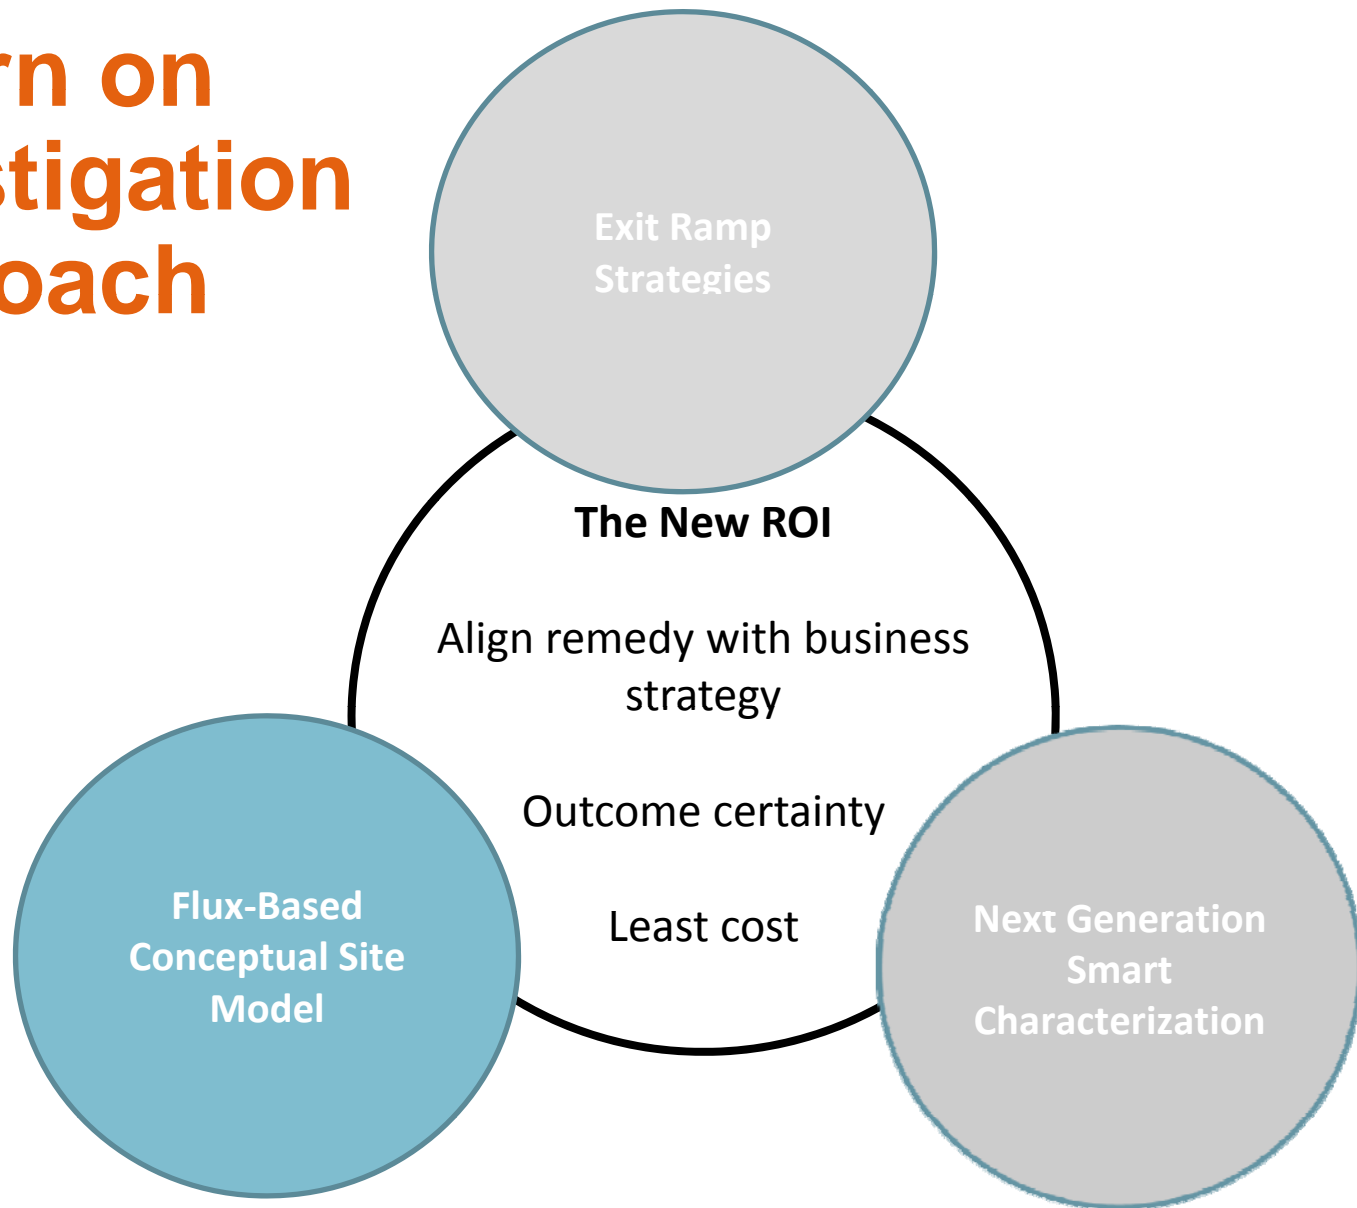 rn on
stigation
oach
Exit Ramp
Strategies
The New ROI
Align remedy with business
strategy
Outcome certainty
Least cost
Flux-Based
Conceptual Site
Model
Next Generation
Smart
Characterization